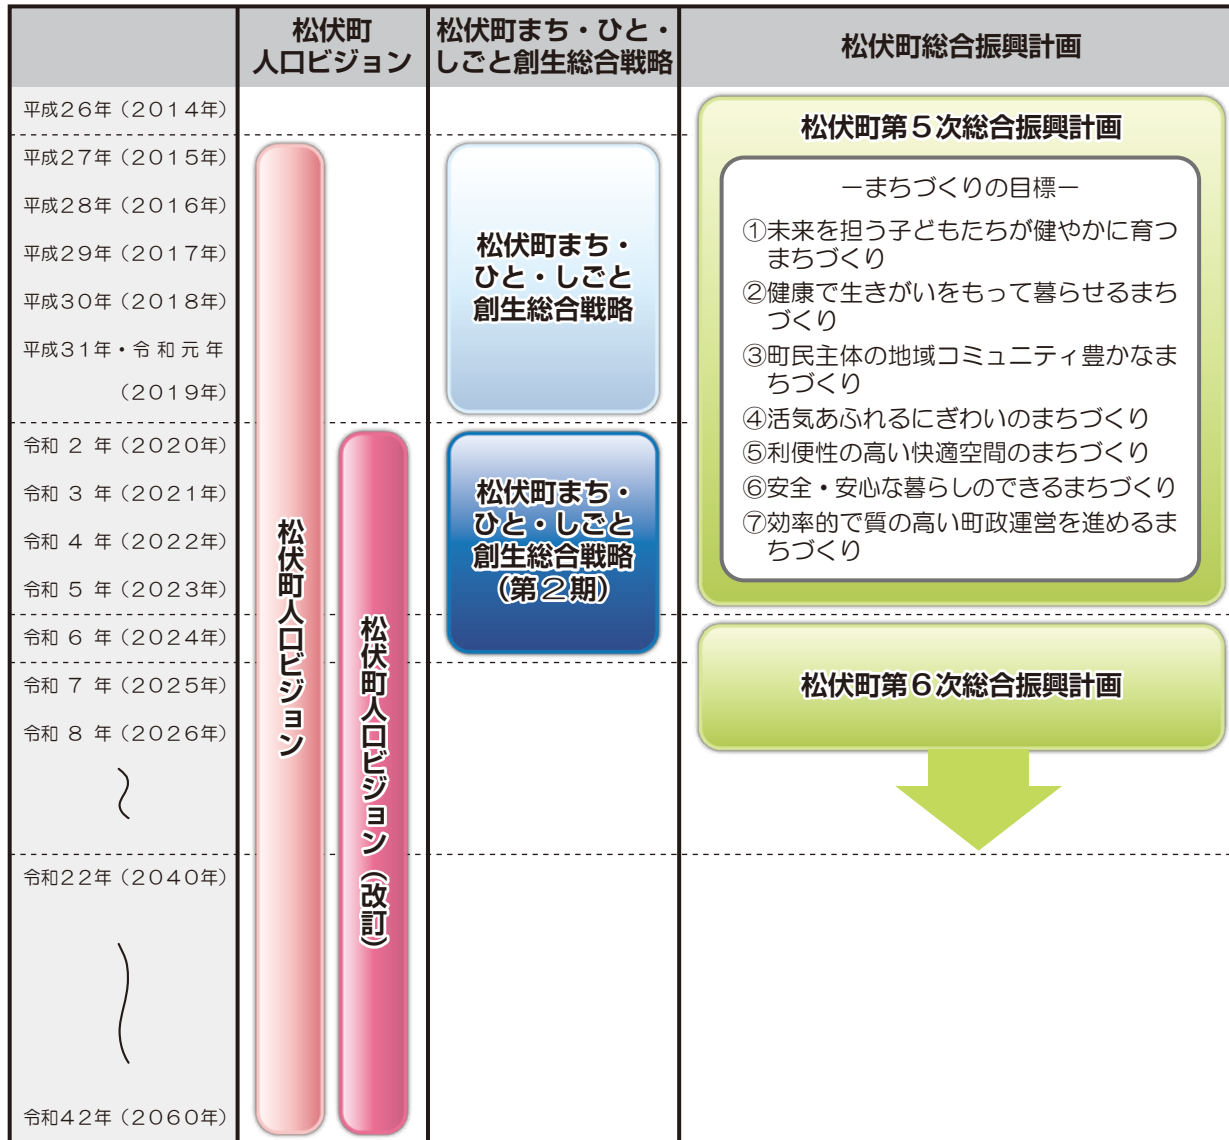 松伏町
人口ビジョン
松伏町まち・ひと・
しごと創生総合戦略
松伏町総合振興計画
平成26年（2014年）
平成27年（2015年）
平成28年（2016年）
平成29年（2017年）
平成30年（2018年）
平成31年・令和元年
（2019年）
令和 2 年（2020年）
令和 3 年（2021年）
令和 4 年（2022年）
令和 5 年（2023年）
令和 6 年（2024年）
令和 7 年（2025年）
令和 8 年（2026年）
令和22年（2040年）
令和42年（2060年）
松伏町人口ビジョン
松伏町人口ビジョン（改訂）
松伏町まち・
ひと・しごと
創生総合戦略
松伏町まち・
ひと・しごと
創生総合戦略
（第２期）
松伏町第５次総合振興計画
ーまちづくりの目標ー
①未来を担う子どもたちが健やかに育つ
まちづくり
②健康で生きがいをもって暮らせるまち
づくり
③町民主体の地域コミュニティ豊かなま
ちづくり
④活気あふれるにぎわいのまちづくり
⑤利便性の高い快適空間のまちづくり
⑥安全・安心な暮らしのできるまちづくり
⑦効率的で質の高い町政運営を進めるま
ちづくり
松伏町第６次総合振興計画